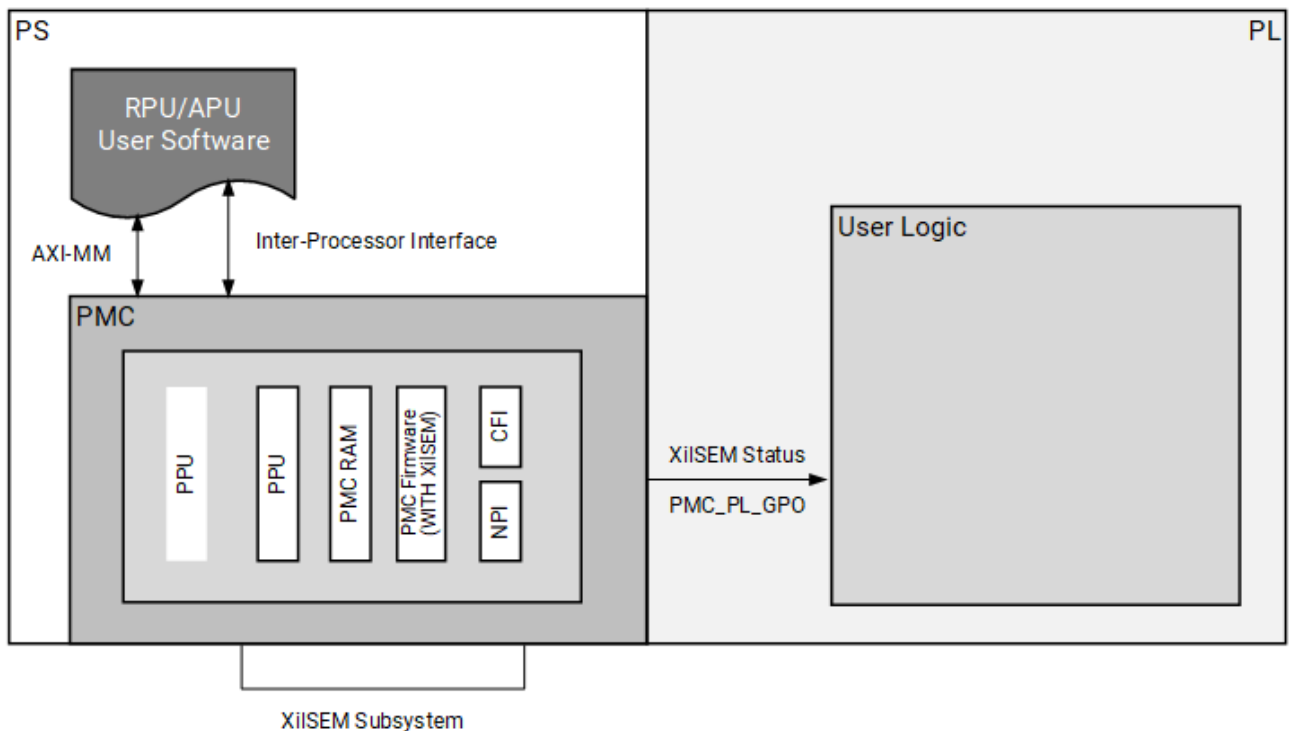 PS
PL
RPU/APU
User Software
AXI-MM
Inter-Processor Interface
User Logic
PMC
PPU
PPU
PMC RAM
PMC Firmware
(WITH XilSEM)
CFI
NPI
XilSEM Status
PMC_PL_GPO
XilSEM Subsystem